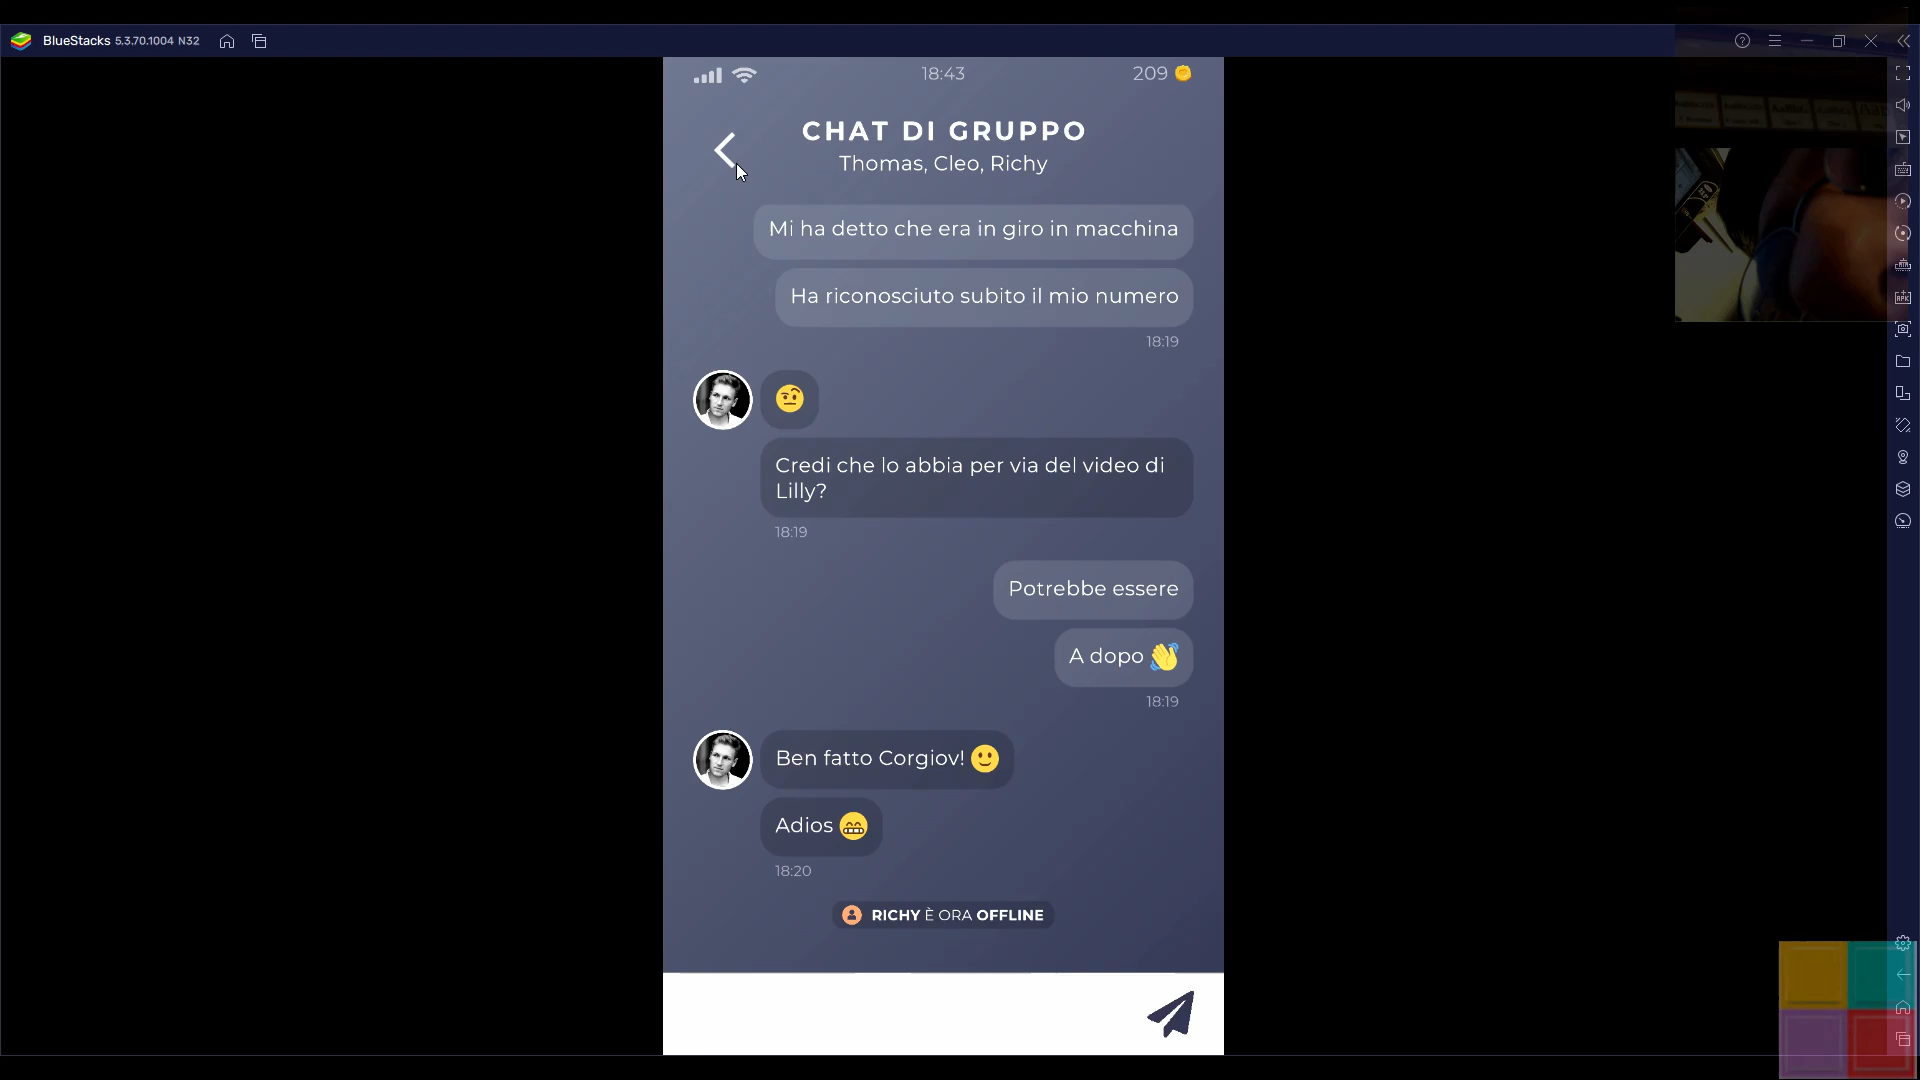 BlueStacks 5.3.70.1004 N32
18:43
209
CHAT DI GRUPPO
Thomas, Cleo, Richy
Mi ha detto che era in giro in macchina
Ha riconosciuto subito il mio numero
18:19
Credi che lo abbia per via del video di
Lilly?
18:19
Potrebbe essere
A dopo 👋
18:19
Ben fatto Corgiov! 🙂
Adios 😁
18:20
RICHY È ORA OFFLINE